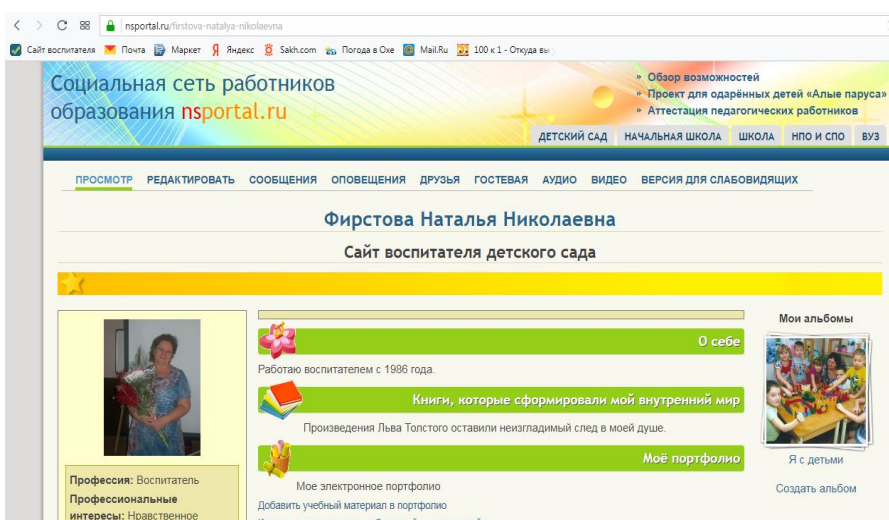 nsportal.ru/firstova-natalya-nikolaevna
Сайт воспитателя Почта Маркет Яндекс Sakh.com Погода в Охе Mail.Ru 100 к 1 - Откуда вы
Социальная сеть работников
образования nsportal.ru
» Обзор возможностей
» Проект для одарённых детей «Алые паруса»
» Аттестация педагогических работников
ДЕТСКИЙ САД НАЧАЛЬНАЯ ШКОЛА ШКОЛА НПО И СПО ВУЗ
ПРОСМОТР РЕДАКТИРОВАТЬ СООБЩЕНИЯ ОПОВЕЩЕНИЯ ДРУЗЬЯ ГОСТЕВАЯ АУДИО ВИДЕО ВЕРСИЯ ДЛЯ СЛАБОВИДЯЩИХ
Фирстова Наталья Николаевна
Сайт воспитателя детского сада
Профессия: Воспитатель
Профессиональные
интересы: Нравственное
О себе
Работаю воспитателем с 1986 года.
Книги, которые сформировали мой внутренний мир
Произведения Льва Толстого оставили неизгладимый след в моей душе.
Моё портфолио
Мое электронное портфолио
Добавить учебный материал в портфолио
Мои альбомы
Я с детьми
Создать альбом